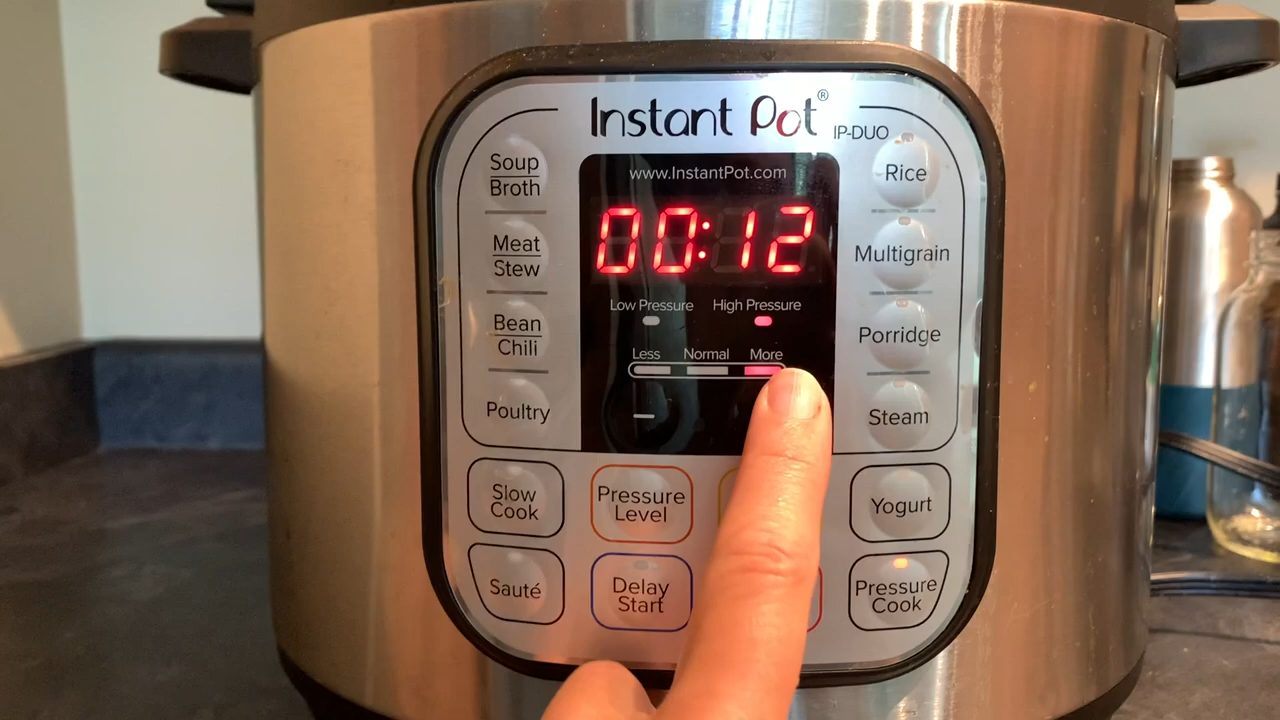 Instant Pot® IP-DUO
www.InstantPot.com
00:12
Low Pressure High Pressure
Less Normal More
Soup
Broth
Meat
Stew
Bean
Chili
Poultry
Rice
Multigrain
Porridge
Steam
Slow
Cook
Pressure
Level
Yogurt
Sauté
Delay
Start
Pressure
Cook